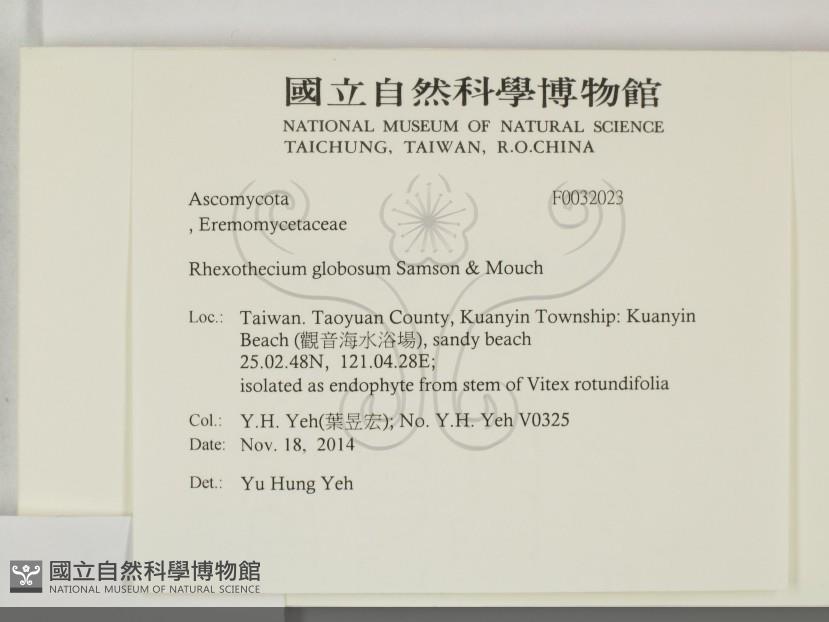 國立自然科學博物館
NATIONAL MUSEUM OF NATURAL SCIENCE
TAICHUNG, TAIWAN, R.O.CHINA
Ascomycota F0032023
, Eremomycetaceae
Rhexothecium globosum Samson & Mouch
Loc.: Taiwan. Taoyuan County, Kuanyin Township: Kuanyin
Beach (觀音海水浴場), sandy beach
25.02.48N, 121.04.28E;
isolated as endophyte from stem of Vitex rotundifolia
Col.: Y.H. Yeh(葉昱宏); No. Y.H. Yeh V0325
Date: Nov. 18, 2014
Det.: Yu Hung Yeh
國立自然科學博物館
NATIONAL MUSEUM OF NATURAL SCIENCE